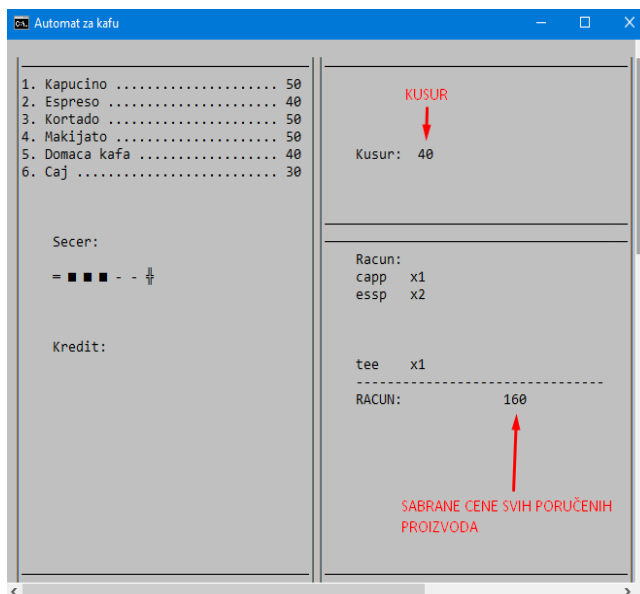 Automat za kafu
1. Kapucino ..................... 50
2. Espreso ...................... 40
3. Kortado ...................... 50
4. Makijato ..................... 50
5. Domaca kafa .................. 40
6. Caj .......................... 30
Secer:
= ■ ■ ■ - - ╬
Kredit:
KUSUR
Kusur: 40
Racun:
capp x1
essp x2
tee x1
--------------------------------
RACUN: 160
SABRANE CENE SVIH PORUČENIH
PROIZVODA